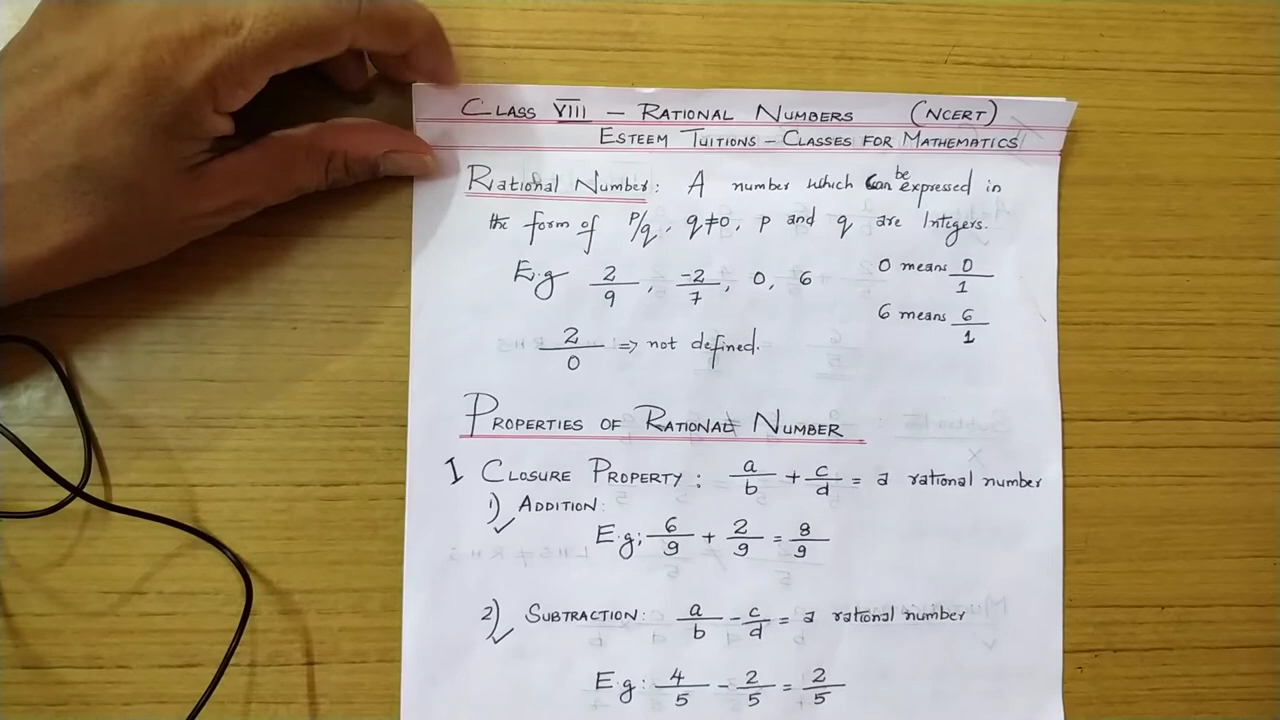 CLASS VIII - RATIONAL NUMBERS (NCERT)
ESTEEM TUITIONS - CLASSES FOR MATHEMATICS
Rational Number: A number which can be expressed in
the form of P/q, q≠0, p and q are Integers.
E.g 2/9, -2/7, 0, 6
0 means 0/1
6 means 6/1
2/0 => not defined.
PROPERTIES OF RATIONAL NUMBER
I CLOSURE PROPERTY: a/b + c/d = a rational number
1) ADDITION:
E.g: 6/9 + 2/9 = 8/9
2) SUBTRACTION: a/b - c/d = a rational number
E.g: 4/5 - 2/5 = 2/5